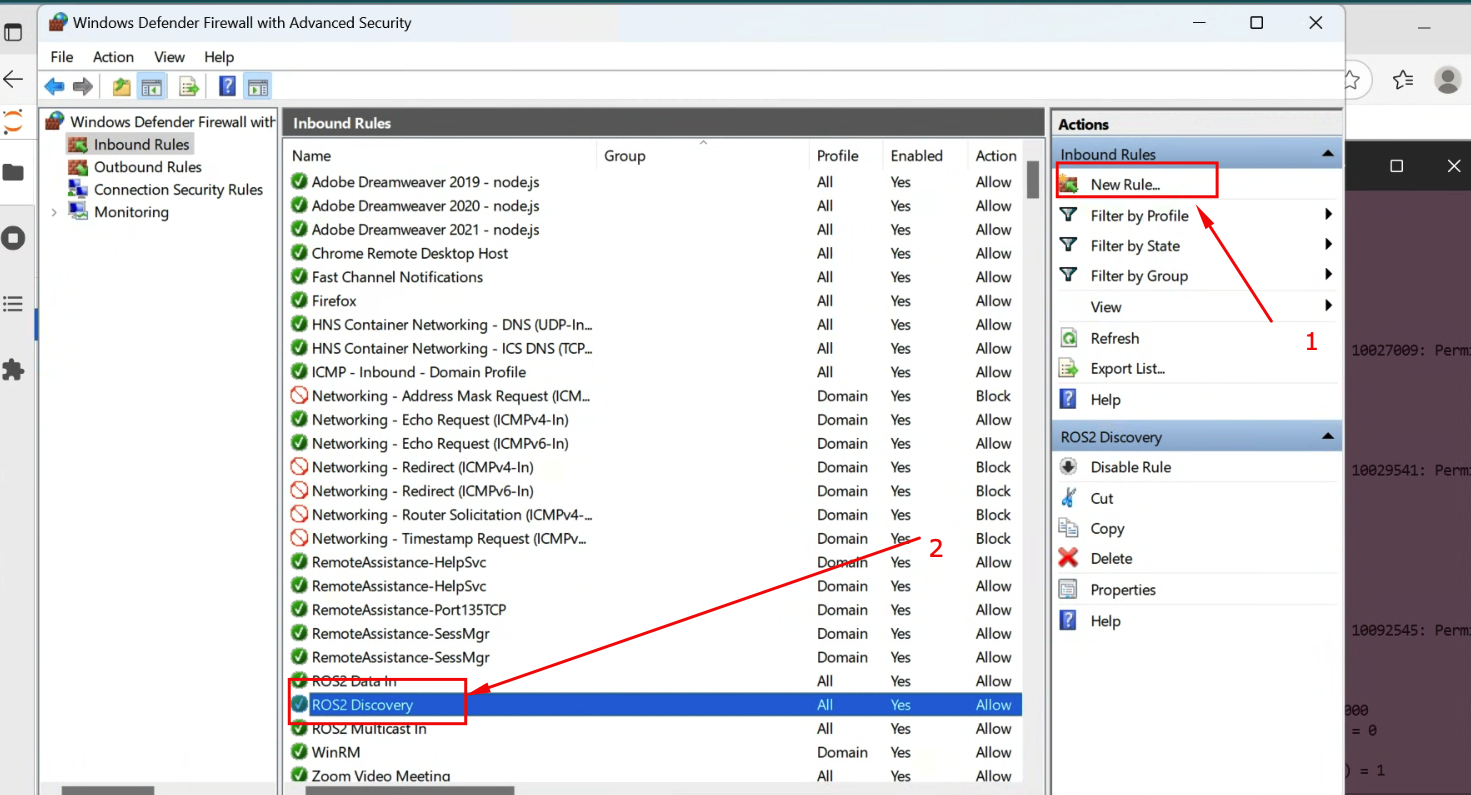 Windows Defender Firewall with Advanced Security
File Action View Help
Windows Defender Firewall with
Inbound Rules
Outbound Rules
Connection Security Rules
Monitoring
Inbound Rules
Name Group Profile Enabled Action
Adobe Dreamweaver 2019 - node.js All Yes Allow
Adobe Dreamweaver 2020 - node.js All Yes Allow
Adobe Dreamweaver 2021 - node.js All Yes Allow
Chrome Remote Desktop Host All Yes Allow
Fast Channel Notifications All Yes Allow
Firefox All Yes Allow
HNS Container Networking - DNS (UDP-In... All Yes Allow
HNS Container Networking - ICS DNS (TCP... All Yes Allow
ICMP - Inbound - Domain Profile All Yes Allow
Networking - Address Mask Request (ICM... Domain Yes Block
Networking - Echo Request (ICMPv4-In) Domain Yes Allow
Networking - Echo Request (ICMPv6-In) Domain Yes Allow
Networking - Redirect (ICMPv4-In) Domain Yes Block
Networking - Redirect (ICMPv6-In) Domain Yes Block
Networking - Router Solicitation (ICMPv4-... Domain Yes Block
Networking - Timestamp Request (ICMPv... Domain Yes Block
RemoteAssistance-HelpSvc Domain Yes Allow
RemoteAssistance-HelpSvc Domain Yes Allow
RemoteAssistance-Port135TCP Domain Yes Allow
RemoteAssistance-SessMgr Domain Yes Allow
RemoteAssistance-SessMgr Domain Yes Allow
ROS2 Data In All Yes Allow
ROS2 Discovery All Yes Allow
ROS2 Multicast In All Yes Allow
WinRM Domain Yes Allow
Zoom Video Meeting All Yes Allow
2
Actions
Inbound Rules
New Rule...
Filter by Profile
Filter by State
Filter by Group
View
Refresh
Export List...
Help
ROS2 Discovery
Disable Rule
Cut
Copy
Delete
Properties
Help
1
10027009: Permi
10029541: Permi
10092545: Permi
000
= 0
) = 1